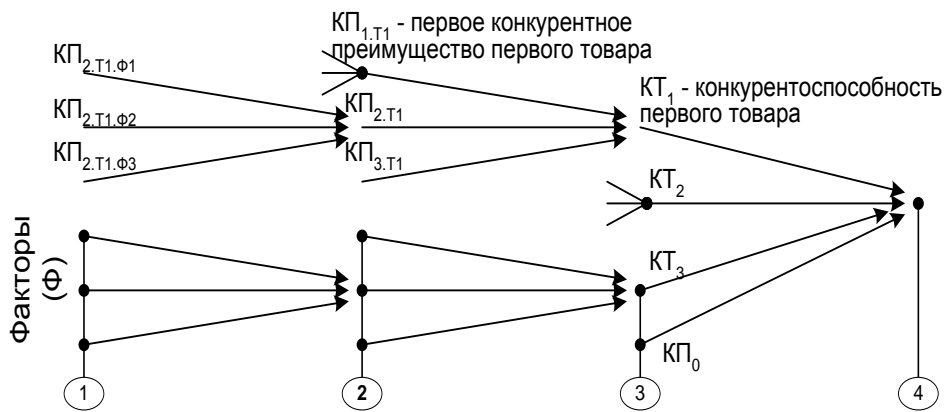 КП1.Т1 - первое конкурентное
преимущество первого товара
КП2.Т1.Ф1
КТ1 - конкурентоспособность
первого товара
КП2.Т1.Ф2
КП2.Т1
КП2.Т1.Ф3
КП3.Т1
КТ2
Факторы
(Ф)
КТ3
КП0
1
2
3
4